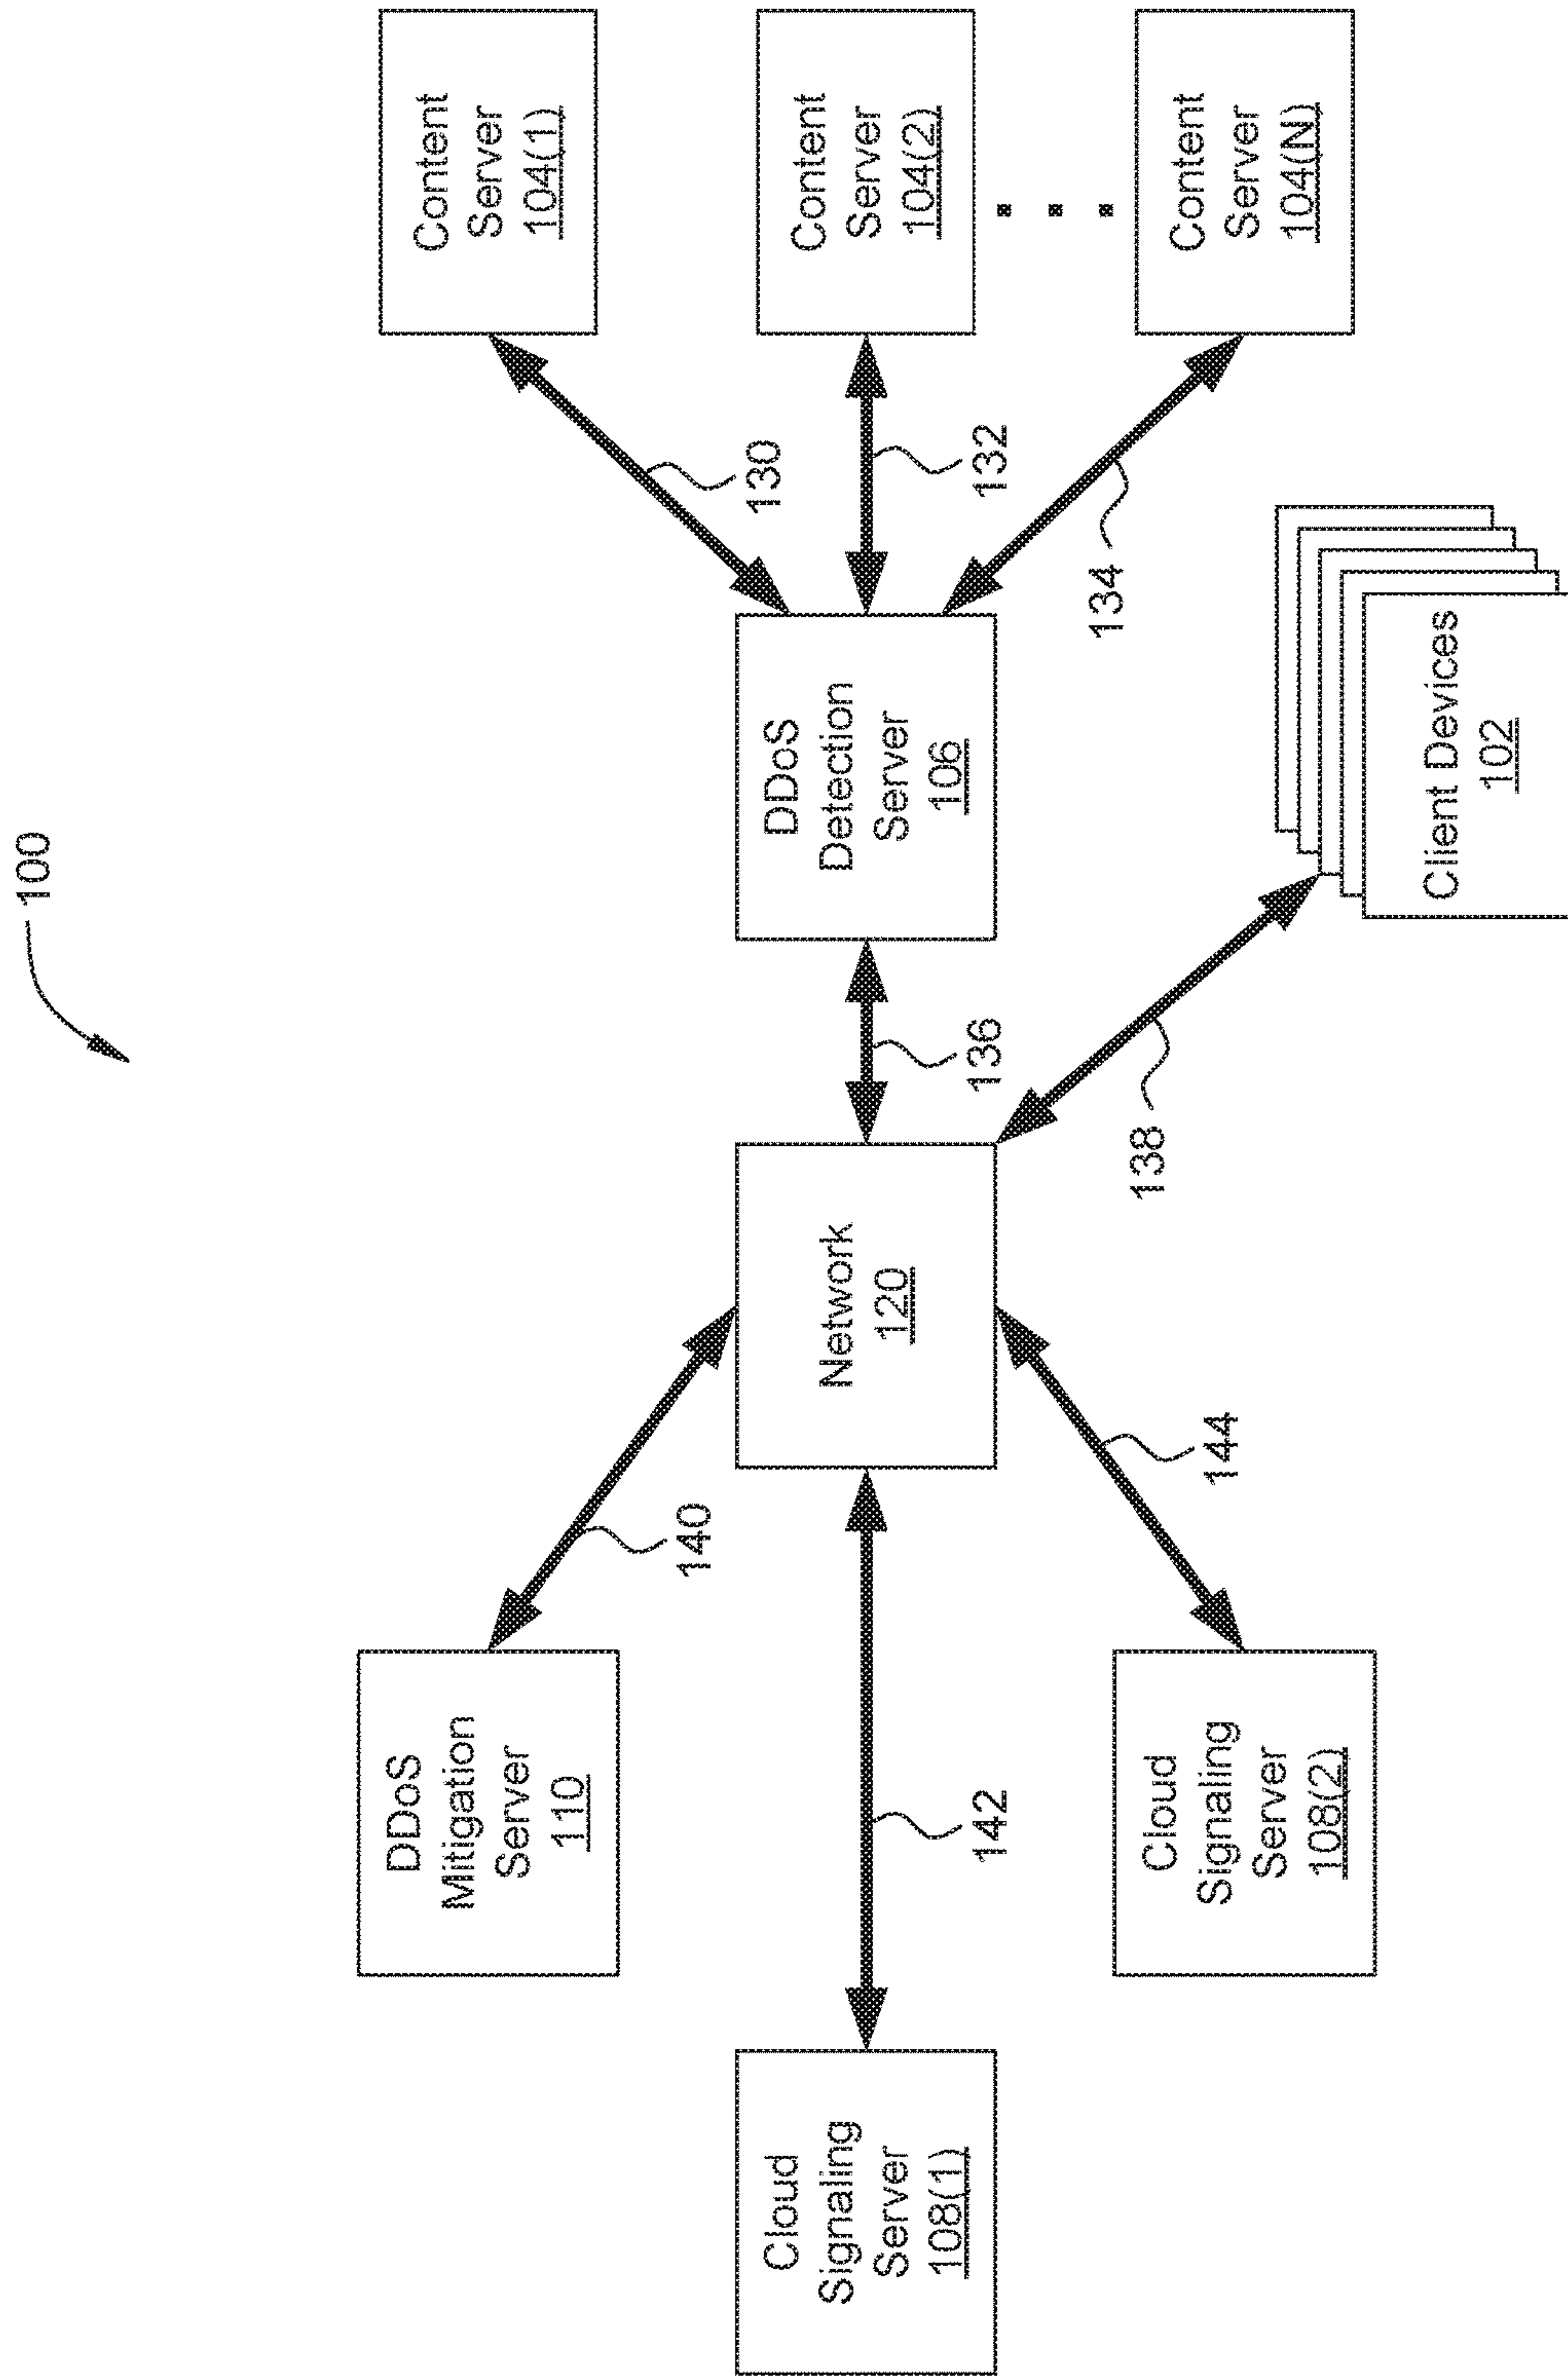 100
Content
Server
104(1)
Content
Server
104(2)
Content
Server
104(N)
130
132
134
DDoS
Detection
Server
106
Client Devices
102
136
138
Network
120
140
142
144
DDoS
Mitigation
Server
110
Cloud
Signaling
Server
108(1)
Cloud
Signaling
Server
108(2)